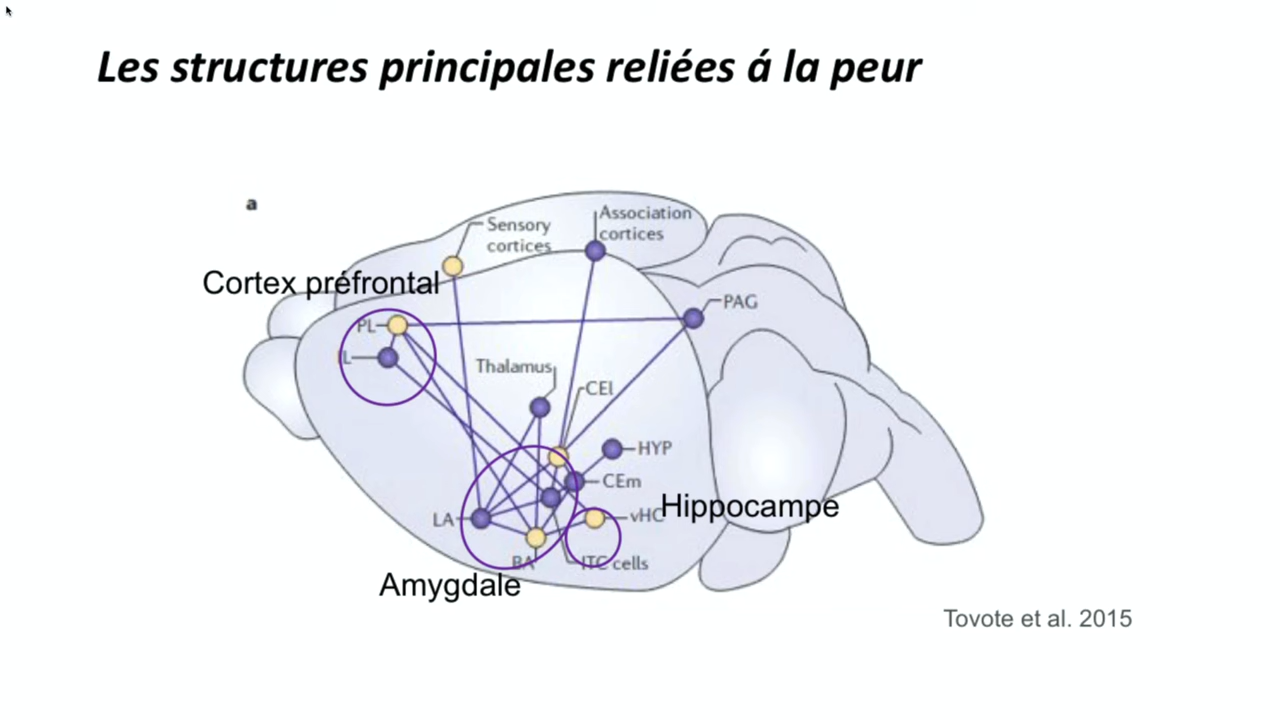 Les structures principales reliées á la peur
a
Sensory
cortices
Association
cortices
Cortex préfrontal
PAG
PL
IL
Thalamus
CEl
HYP
CEm
LA
vHC
Hippocampe
BA
ITC cells
Amygdale
Tovote et al. 2015